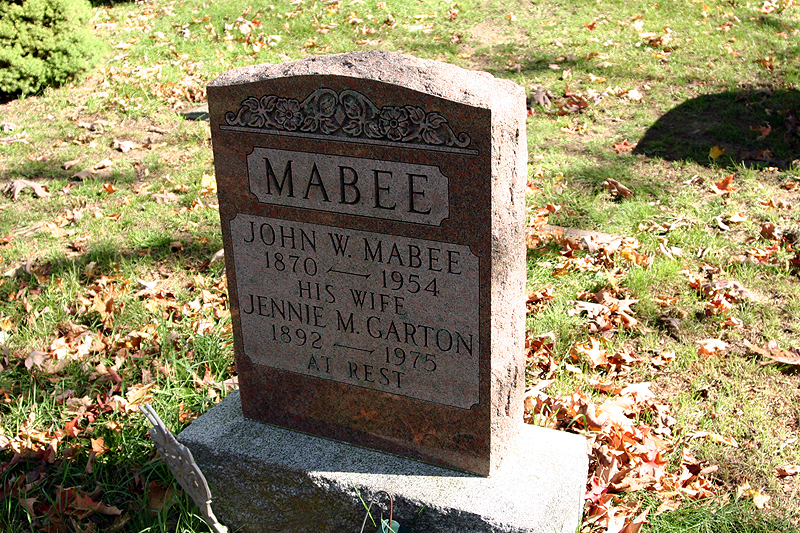 MABEE
JOHN W. MABEE
1870 — 1954
HIS WIFE
JENNIE M. GARTON
1892 — 1975
AT REST